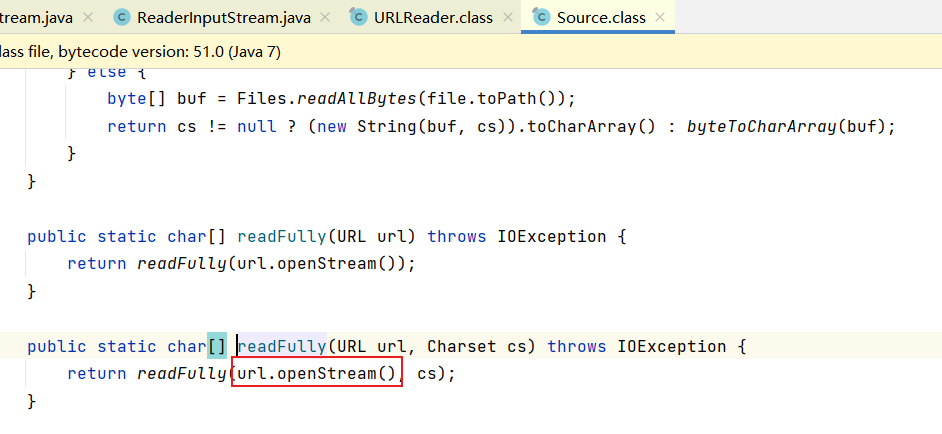 tream.java × ReaderInputStream.java × URLReader.class × Source.class ×
lass file, bytecode version: 51.0 (Java 7)
} else {
byte[] buf = Files.readAllBytes(file.toPath());
return cs != null ? (new String(buf, cs)).toCharArray() : byteToCharArray(buf);
}
}
public static char[] readFully(URL url) throws IOException {
return readFully(url.openStream());
}
public static char[] readFully(URL url, Charset cs) throws IOException {
return readFully(url.openStream(), cs);
}